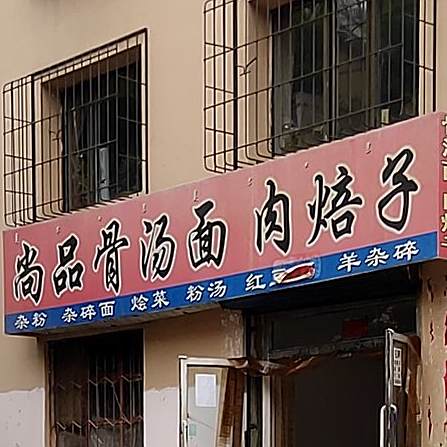 尚品骨汤面 肉焙子
杂粉 杂碎面 烩菜 粉汤 红 羊杂碎